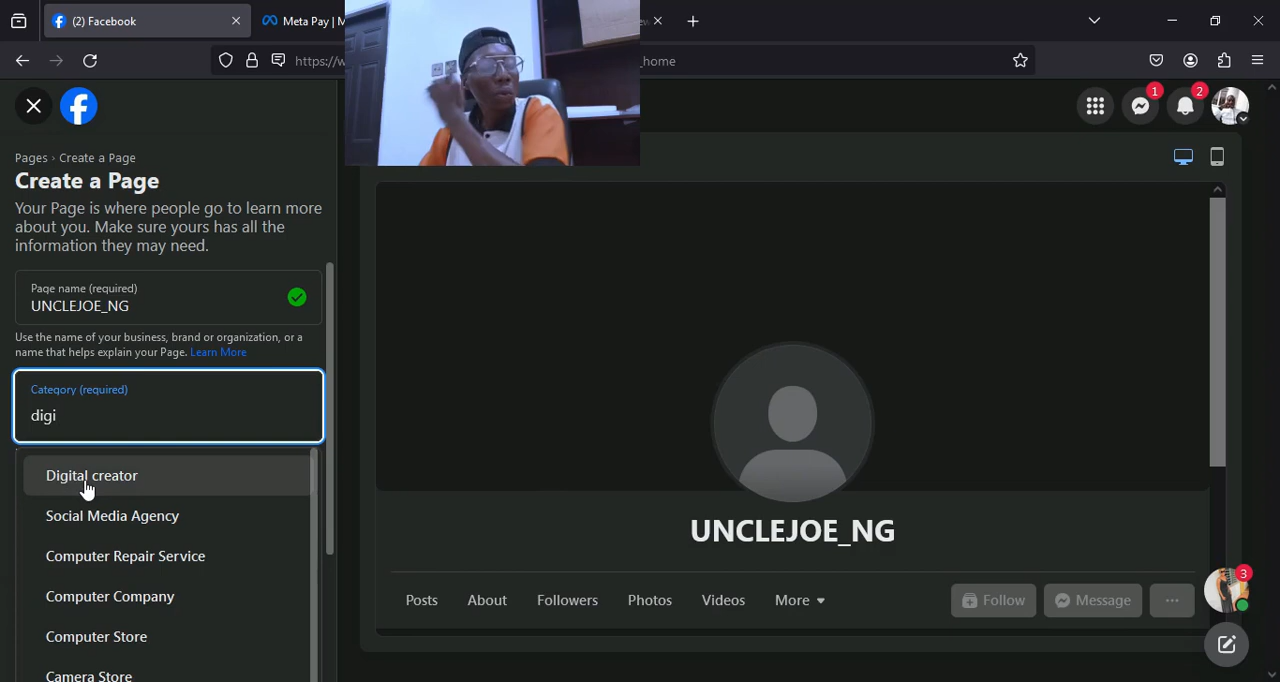 (2) Facebook
Meta Pay | M
https://w
_home
1
2
Pages › Create a Page
Create a Page
Your Page is where people go to learn more
about you. Make sure yours has all the
information they may need.
Page name (required)
UNCLEJOE_NG
Use the name of your business, brand or organization, or a
name that helps explain your Page. Learn More
Category (required)
digi
Digital creator
Social Media Agency
Computer Repair Service
Computer Company
Computer Store
Camera Store
UNCLEJOE_NG
Posts
About
Followers
Photos
Videos
More
Follow
Message
3